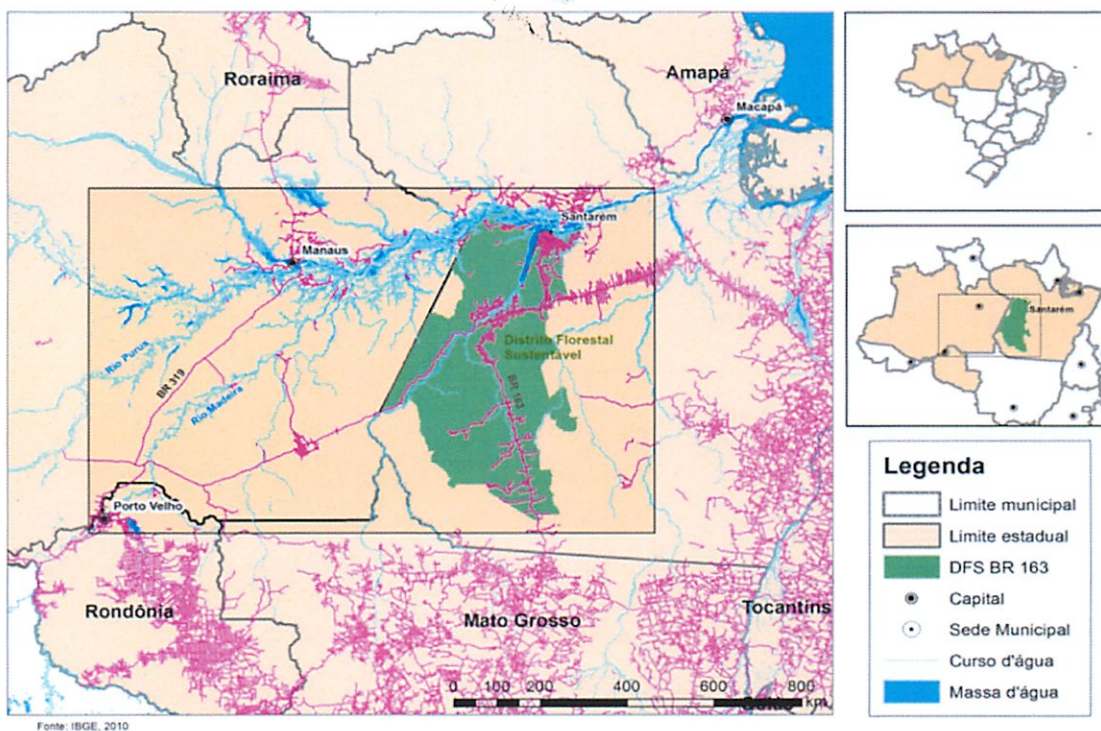 Roraima
Amapá
Macapá
Santarém
Manaus
Rio Purus
BR 319
Rio Madeira
Distrito Florestal
Sustentável
BR 163
Porto Velho
Rondônia
Mato Grosso
Tocantins
0 100 200 400 600 800
km
Santarém
Legenda
Limite municipal
Limite estadual
DFS BR 163
Capital
Sede Municipal
Curso d'água
Massa d'água
Fonte: IBGE, 2010